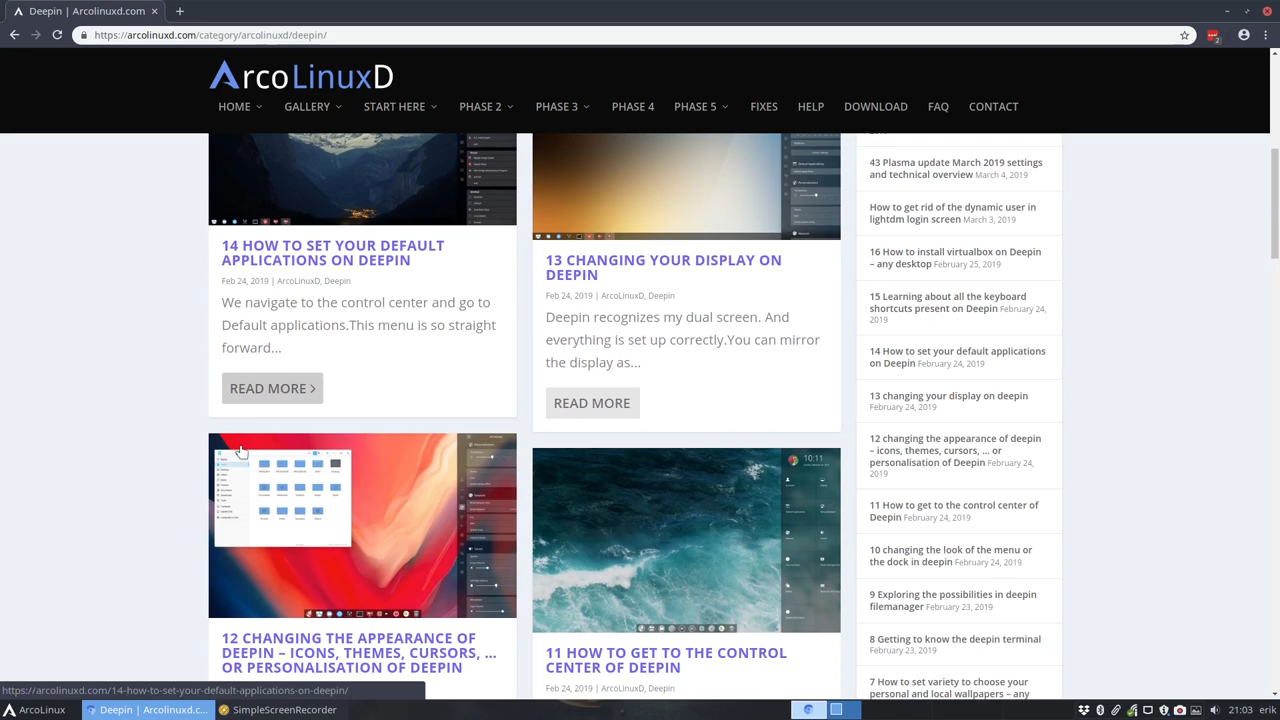 Deepin | Arcolinuxd.com
https://arcolinuxd.com/category/arcolinuxd/deepin/
2
ArcoLinuxD
HOME GALLERY START HERE PHASE 2 PHASE 3 PHASE 4 PHASE 5 FIXES HELP DOWNLOAD FAQ CONTACT
14 HOW TO SET YOUR DEFAULT
APPLICATIONS ON DEEPIN
Feb 24, 2019 | ArcoLinuxD, Deepin
We navigate to the control center and go to
Default applications.This menu is so straight
forward...
READ MORE
13 CHANGING YOUR DISPLAY ON
DEEPIN
Feb 24, 2019 | ArcoLinuxD, Deepin
Deepin recognizes my dual screen. And
everything is set up correctly.You can mirror
the display as...
READ MORE
12 CHANGING THE APPEARANCE OF
DEEPIN – ICONS, THEMES, CURSORS, ...
OR PERSONALISATION OF DEEPIN
10:11
11 HOW TO GET TO THE CONTROL
CENTER OF DEEPIN
Feb 24, 2019 | ArcoLinuxD, Deepin
43 Plasma update March 2019 settings
and technical overview March 4, 2019
How to get rid of the dynamic user in
lightdm login screen March 3, 2019
16 How to install virtualbox on Deepin
– any desktop February 25, 2019
15 Learning about all the keyboard
shortcuts present on Deepin February 24,
2019
14 How to set your default applications
on Deepin February 24, 2019
13 changing your display on deepin
February 24, 2019
12 changing the appearance of deepin
– icons, themes, cursors, ... or
personalisation of Deepin February 24,
2019
11 How to get to the control center of
Deepin February 24, 2019
10 changing the look of the menu or
the dock in deepin February 24, 2019
9 Exploring the possibilities in deepin
filemanager February 23, 2019
8 Getting to know the deepin terminal
February 23, 2019
7 How to set variety to choose your
personal and local wallpapers – any
https://arcolinuxd.com/14-how-to-set-your-default-applications-on-deepin/
ArcoLinux
Deepin | Arcolinuxd.c...
SimpleScreenRecorder
21:03 erik